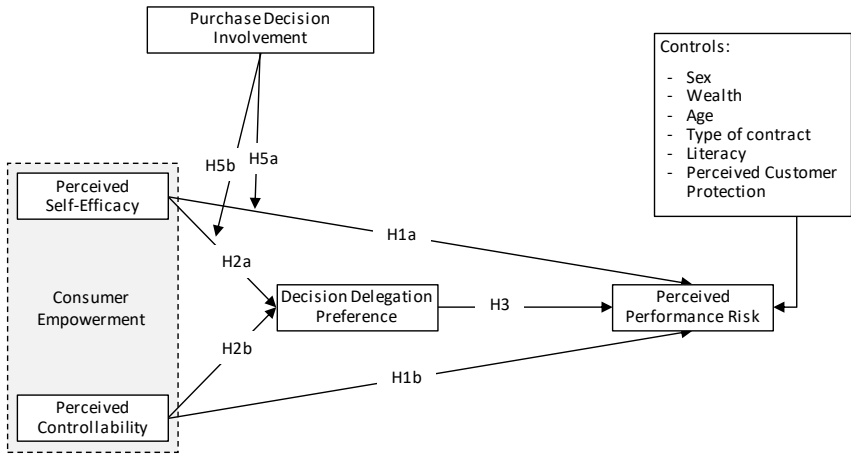 Purchase Decision
Involvement
Controls:
- Sex
- Wealth
- Age
- Type of contract
- Literacy
- Perceived Customer
Protection
H5b
H5a
Perceived
Self-Efficacy
H1a
H2a
Consumer
Empowerment
Decision Delegation
Preference
H3
Perceived
Performance Risk
H2b
H1b
Perceived
Controllability